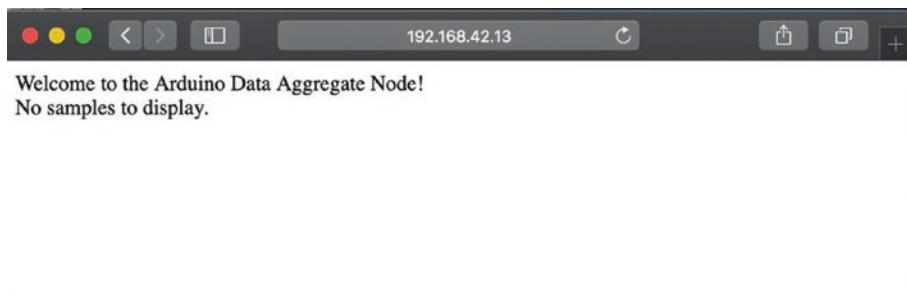 192.168.42.13
Welcome to the Arduino Data Aggregate Node!
No samples to display.